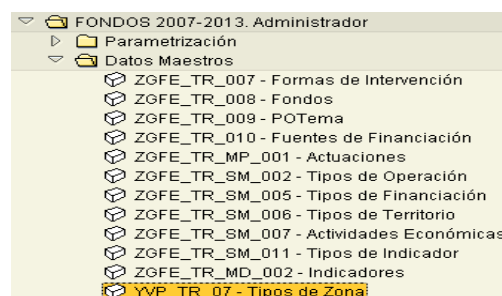 FONDOS 2007-2013. Administrador
Parametrización
Datos Maestros
ZGFE_TR_007 - Formas de Intervención
ZGFE_TR_008 - Fondos
ZGFE_TR_009 - POTema
ZGFE_TR_010 - Fuentes de Financiación
ZGFE_TR_MP_001 - Actuaciones
ZGFE_TR_SM_002 - Tipos de Operación
ZGFE_TR_SM_005 - Tipos de Financiación
ZGFE_TR_SM_006 - Tipos de Territorio
ZGFE_TR_SM_007 - Actividades Económicas
ZGFE_TR_SM_011 - Tipos de Indicador
ZGFE_TR_MD_002 - Indicadores
YVP_TR_07 - Tipos de Zona